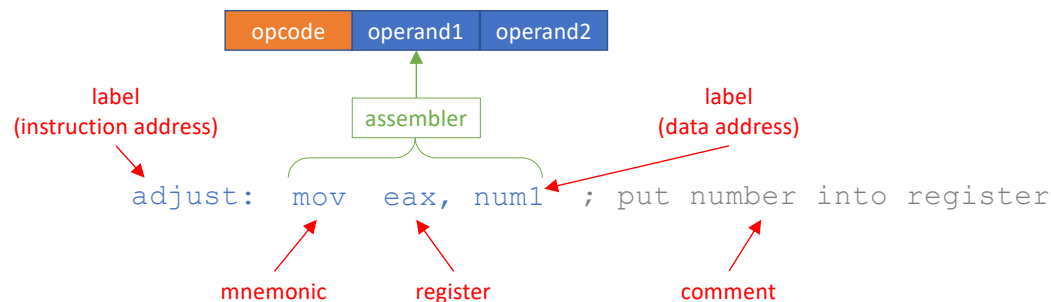 opcode operand1 operand2
label
(instruction address)
assembler
label
(data address)
adjust: mov eax, num1 ; put number into register
mnemonic register comment